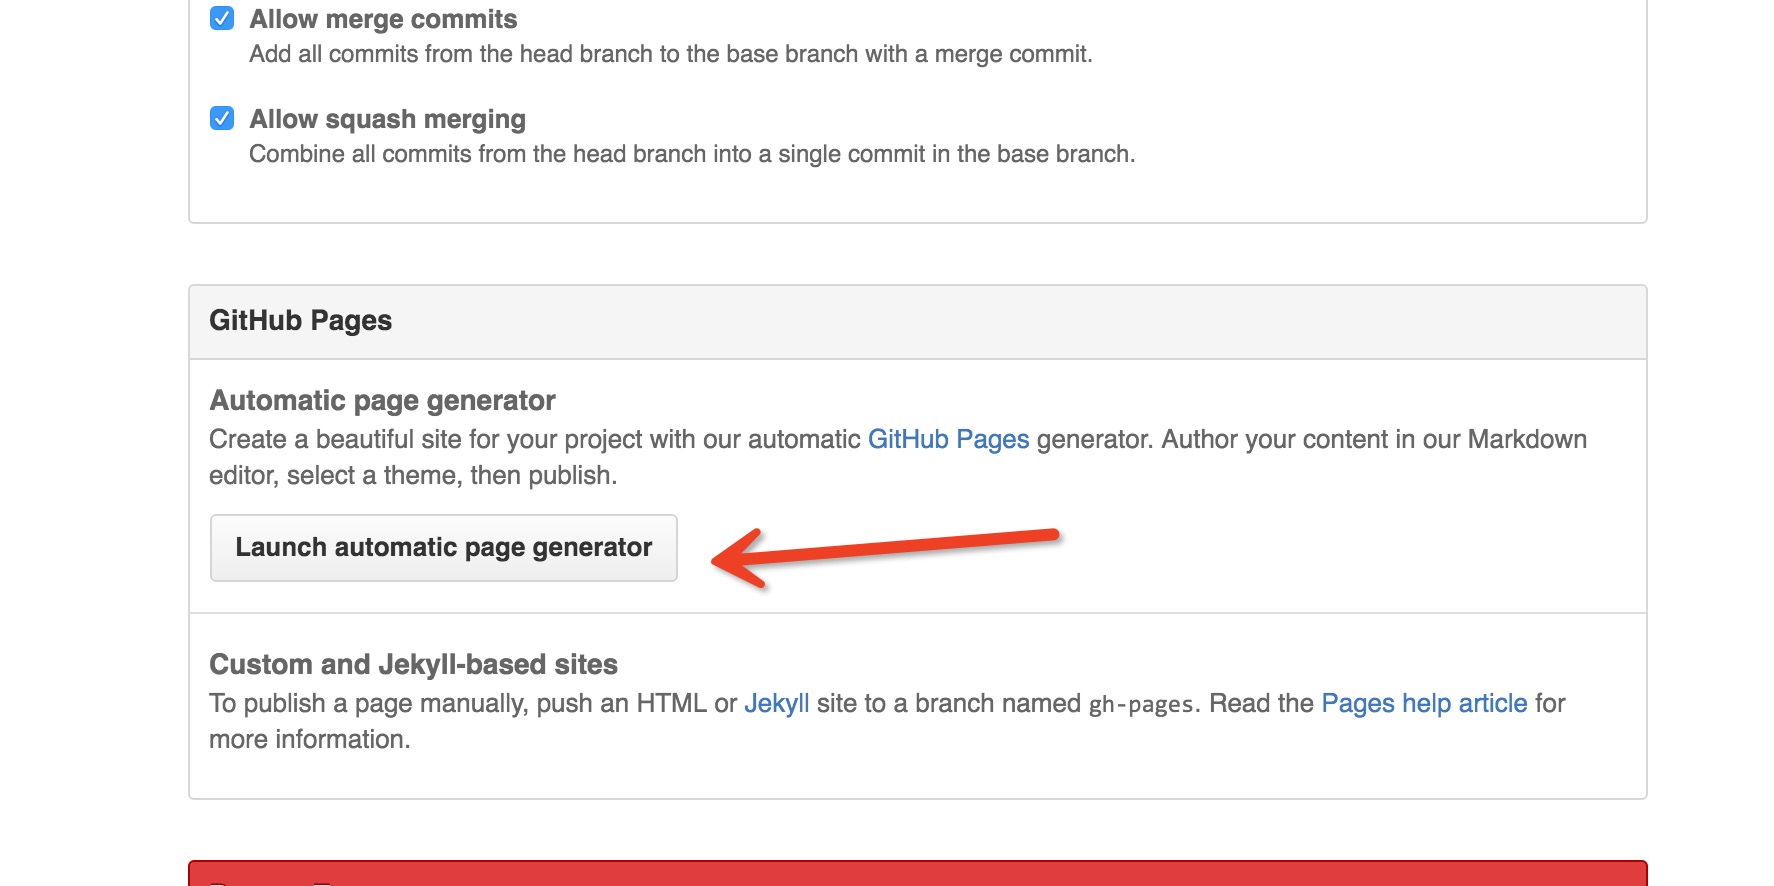 Allow merge commits
Add all commits from the head branch to the base branch with a merge commit.
Allow squash merging
Combine all commits from the head branch into a single commit in the base branch.
GitHub Pages
Automatic page generator
Create a beautiful site for your project with our automatic GitHub Pages generator. Author your content in our Markdown
editor, select a theme, then publish.
Launch automatic page generator
Custom and Jekyll-based sites
To publish a page manually, push an HTML or Jekyll site to a branch named gh-pages. Read the Pages help article for
more information.